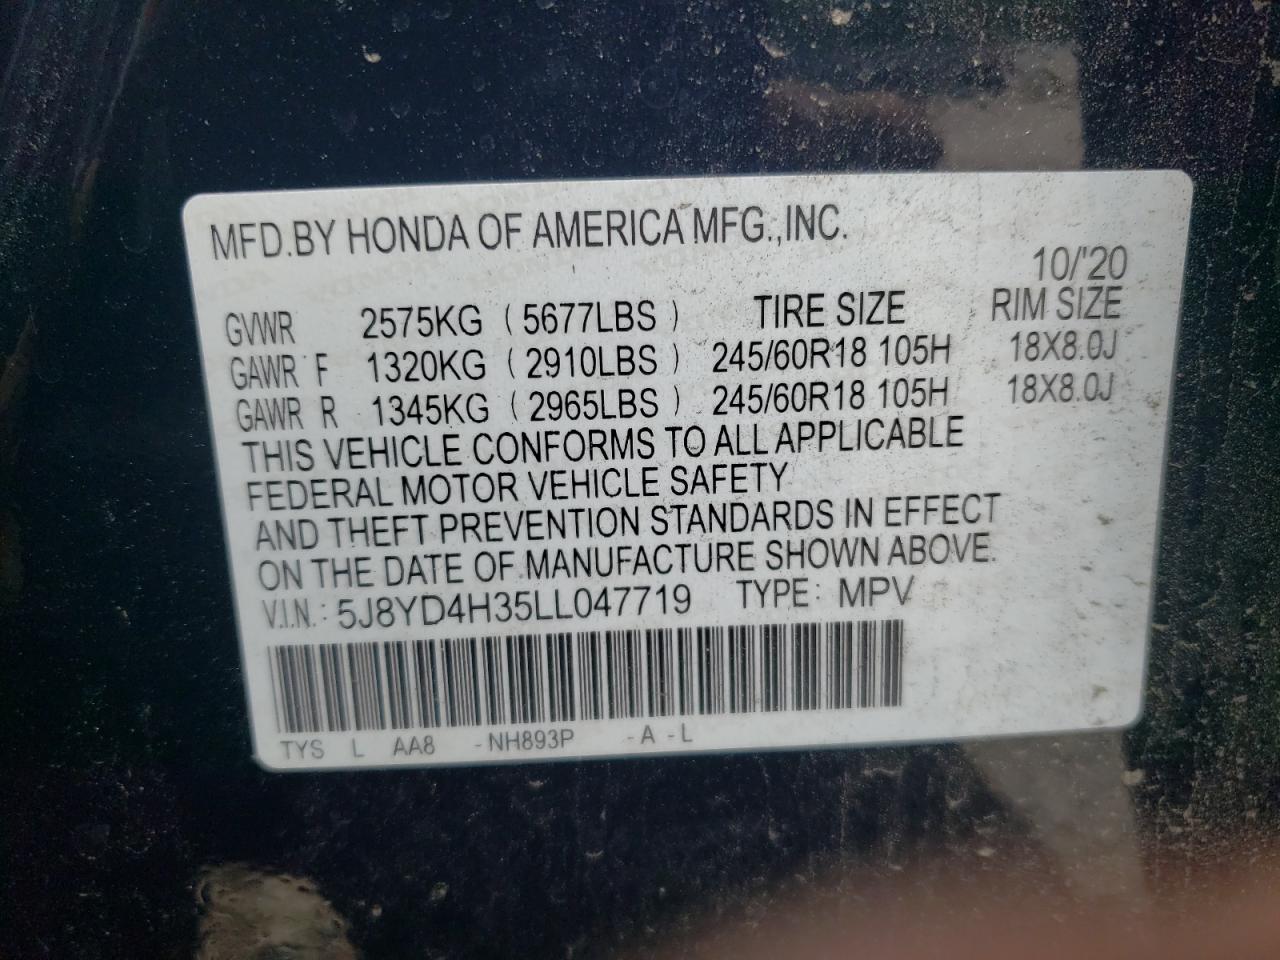 MFD.BY HONDA OF AMERICA MFG.,INC.
10/'20
GVWR 2575KG ( 5677LBS ) TIRE SIZE RIM SIZE
GAWR F 1320KG ( 2910LBS ) 245/60R18 105H 18X8.0J
GAWR R 1345KG ( 2965LBS ) 245/60R18 105H 18X8.0J
THIS VEHICLE CONFORMS TO ALL APPLICABLE
FEDERAL MOTOR VEHICLE SAFETY
AND THEFT PREVENTION STANDARDS IN EFFECT
ON THE DATE OF MANUFACTURE SHOWN ABOVE.
V.I.N.: 5J8YD4H35LL047719 TYPE: MPV
TYS L AA8 -NH893P -A -L